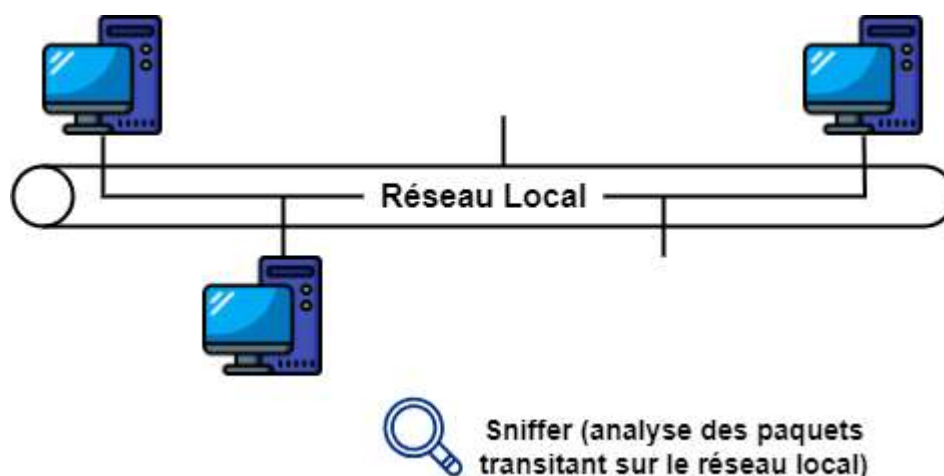 Réseau Local
Sniffer (analyse des paquets
transitant sur le réseau local)